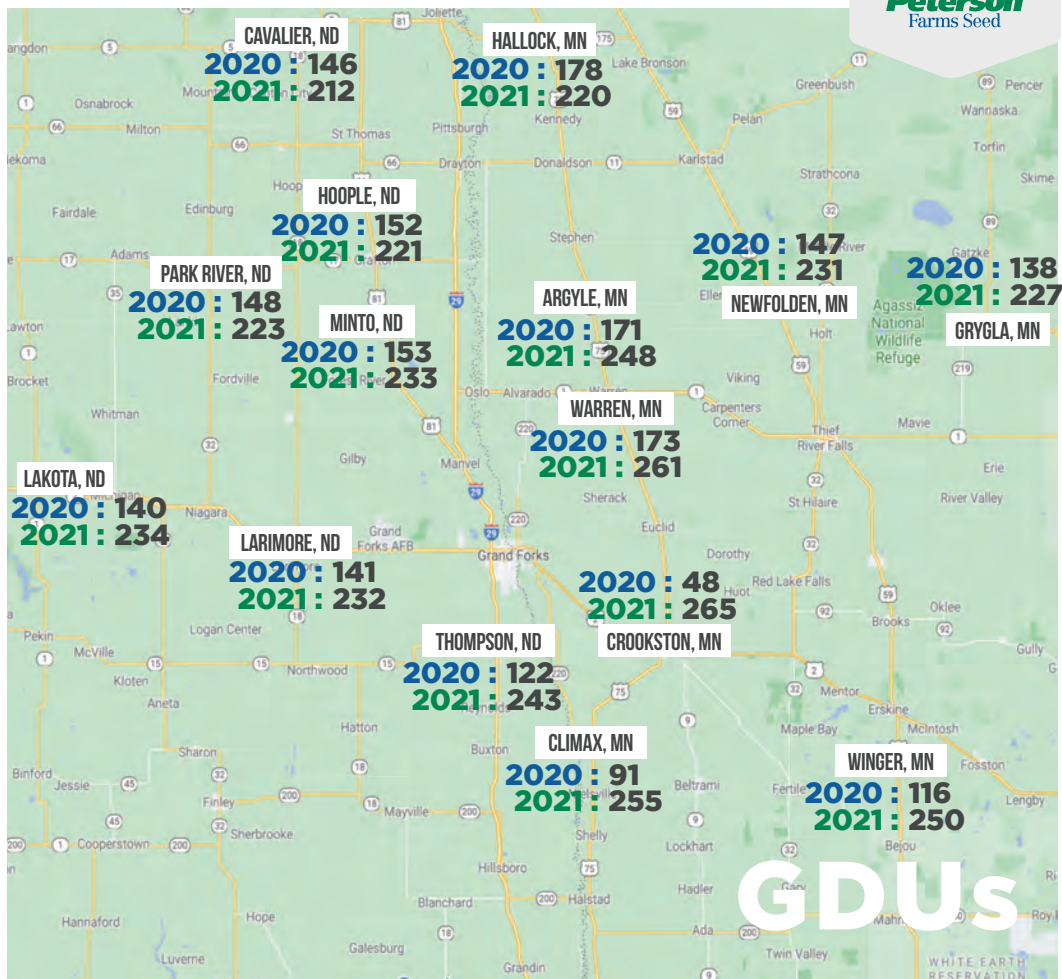 Peterson
Farms Seed
CAVALIER, ND
2020 : 146
2021 : 212
HALLOCK, MN
2020 : 178
2021 : 220
HOOPLE, ND
2020 : 152
2021 : 221
PARK RIVER, ND
2020 : 148
2021 : 223
MINTO, ND
2020 : 153
2021 : 233
ARGYLE, MN
2020 : 171
2021 : 248
2020 : 147
2021 : 231
NEWFOLDEN, MN
2020 : 138
2021 : 227
GRYGLA, MN
WARREN, MN
2020 : 173
2021 : 261
LAKOTA, ND
2020 : 140
2021 : 234
LARIMORE, ND
2020 : 141
2021 : 232
2020 : 48
2021 : 265
CROOKSTON, MN
THOMPSON, ND
2020 : 122
2021 : 243
CLIMAX, MN
2020 : 91
2021 : 255
WINGER, MN
2020 : 116
2021 : 250
GDUs
Joliette
Lake Bronson
Greenbush
Pencer
Wannaska
Osnabrock
Milton
St Thomas
Pittsburgh
Kennedy
Pelan
Torfin
Drayton
Donaldson
Karlstad
Strathcona
Skime
Fairdale
Edinburg
Stephen
Gatzke
Adams
Agassiz
National
Wildlife
Refuge
Holt
Brocket
Fordville
Oslo
Alvarado
Viking
Carpenters
Corner
Whitman
Thief
River Falls
Mavie
Gilby
Manvel
Erie
Sherack
St Hilaire
River Valley
Niagara
Grand
Forks AFB
Grand Forks
Euclid
Dorothy
Huot
Red Lake Falls
Oklee
Brooks
Pekin
McVille
Logan Center
Gully
Kloten
Northwood
Mentor
Aneta
Erskine
Hatton
Maple Bay
McIntosh
Sharon
Buxton
Fosston
Binford
Jessie
Beltrami
Fertile
Lengby
Finley
Mayville
Shelly
Sherbrooke
Cooperstown
Lockhart
Bejou
Hillsboro
Hadler
Gary
Blanchard
Halstad
Hannaford
Hope
Ada
Galesburg
Twin Valley
Luverne
Grandin
WHITE EARTH
RESERVATION